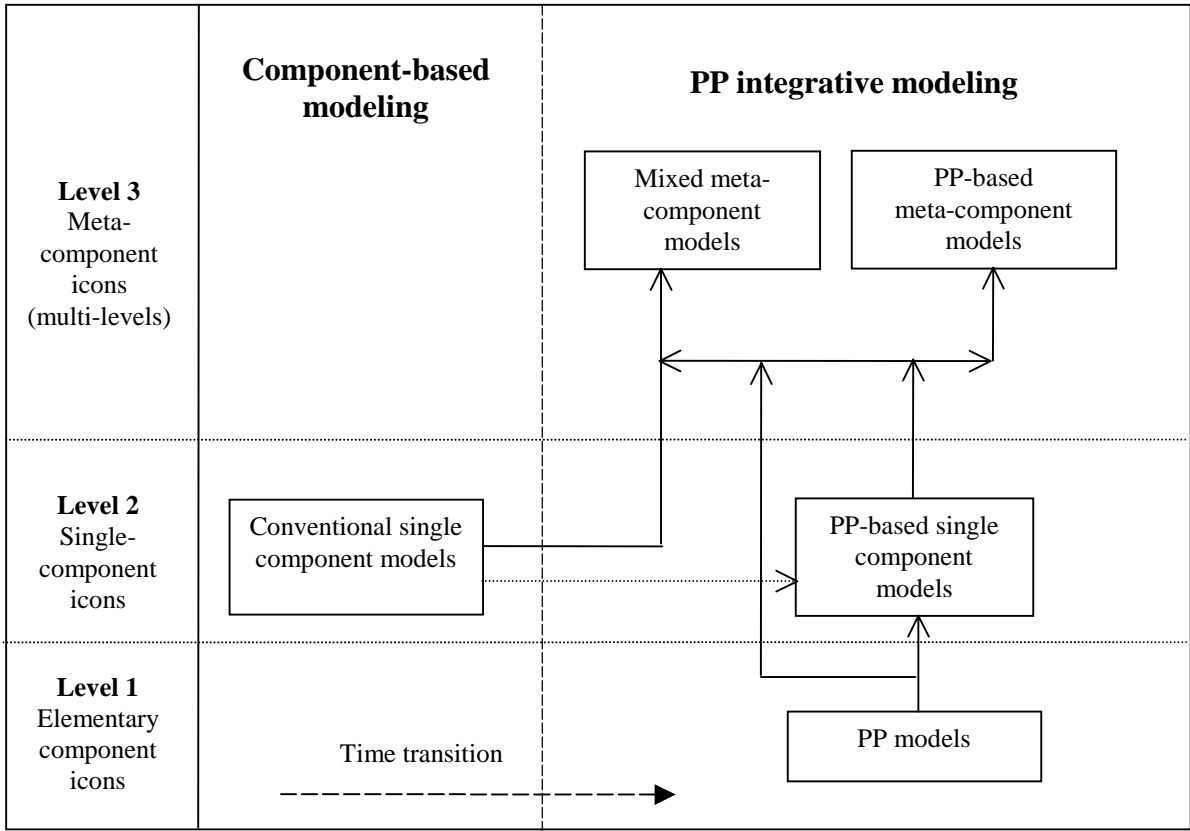 Component-based
modeling
PP integrative modeling
Level 3
Meta-
component
icons
(multi-levels)
Mixed meta-
component
models
PP-based
meta-component
models
Level 2
Single-
component
icons
Conventional single
component models
PP-based single
component
models
Level 1
Elementary
component
icons
Time transition
PP models